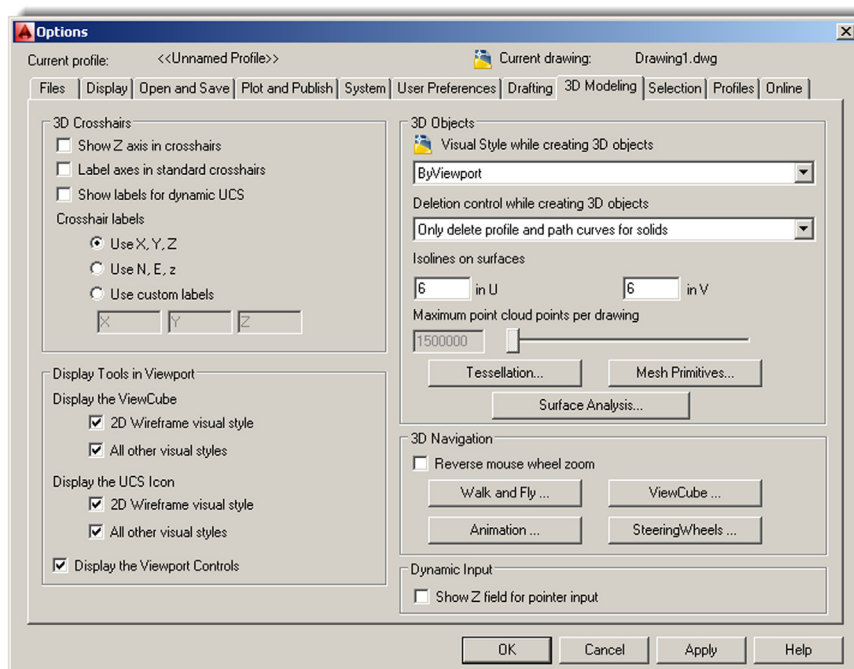 Options
Current profile: <<Unnamed Profile>> Current drawing: Drawing1.dwg
Files Display Open and Save Plot and Publish System User Preferences Drafting 3D Modeling Selection Profiles Online
3D Crosshairs
Show Z axis in crosshairs
Label axes in standard crosshairs
Show labels for dynamic UCS
Crosshair labels
Use X, Y, Z
Use N, E, z
Use custom labels
X Y Z
Display Tools in Viewport
Display the ViewCube
2D Wireframe visual style
All other visual styles
Display the UCS Icon
2D Wireframe visual style
All other visual styles
Display the Viewport Controls
3D Objects
Visual Style while creating 3D objects
ByViewport
Deletion control while creating 3D objects
Only delete profile and path curves for solids
Isolines on surfaces
6 in U 6 in V
Maximum point cloud points per drawing
1500000
Tessellation... Mesh Primitives...
Surface Analysis...
3D Navigation
Reverse mouse wheel zoom
Walk and Fly ... ViewCube ...
Animation ... SteeringWheels ...
Dynamic Input
Show Z field for pointer input
OK Cancel Apply Help